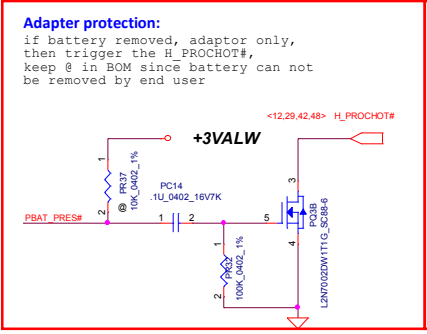 Adapter protection:
if battery removed, adaptor only,
then trigger the H_PROCHOT#,
keep @ in BOM since battery can not
be removed by end user
<12,29,42,48> H_PROCHOT#
+3VALW
1
PR37
10K_0402_1%
@
2
PC14
.1U_0402_16V7K
PBAT_PRES#
1
2
5
3
4
PQ3B
L2N7002DW1T1G_SC88-6
1
PR32
100K_0402_1%
2